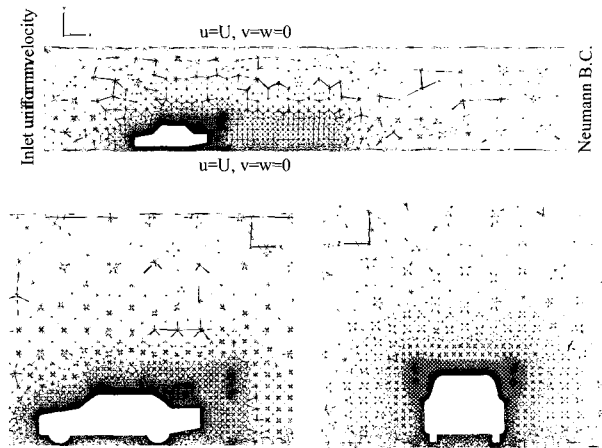 u=U, v=w=0
Inlet uniform velocity
Neumann B.C.
u=U, v=w=0